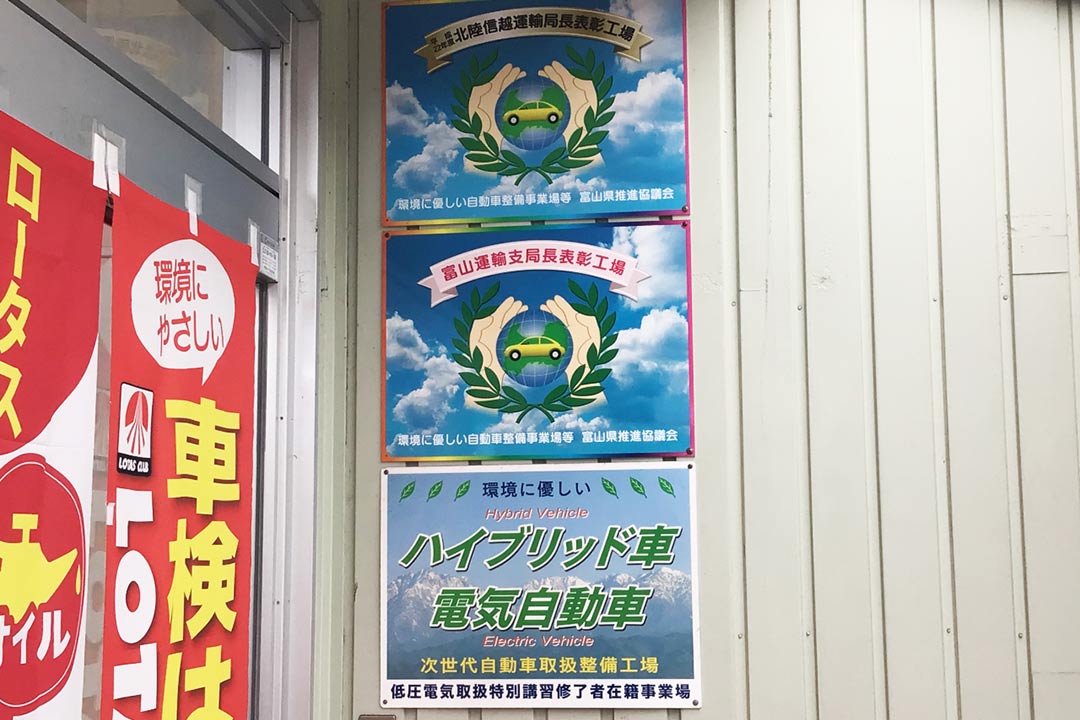 平成22年度 北陸信越運輸局長表彰工場
環境に優しい自動車整備事業場等 富山県推進協議会
富山運輸支局長表彰工場
環境に優しい自動車整備事業場等 富山県推進協議会
環境に優しい
Hybrid Vehicle
ハイブリッド車
電気自動車
Electric Vehicle
次世代自動車取扱整備工場
低圧電気取扱特別講習修了者在籍事業場
ロータス
オイル
環境に
やさしい
車検は
LOTAS CLUB
LOT